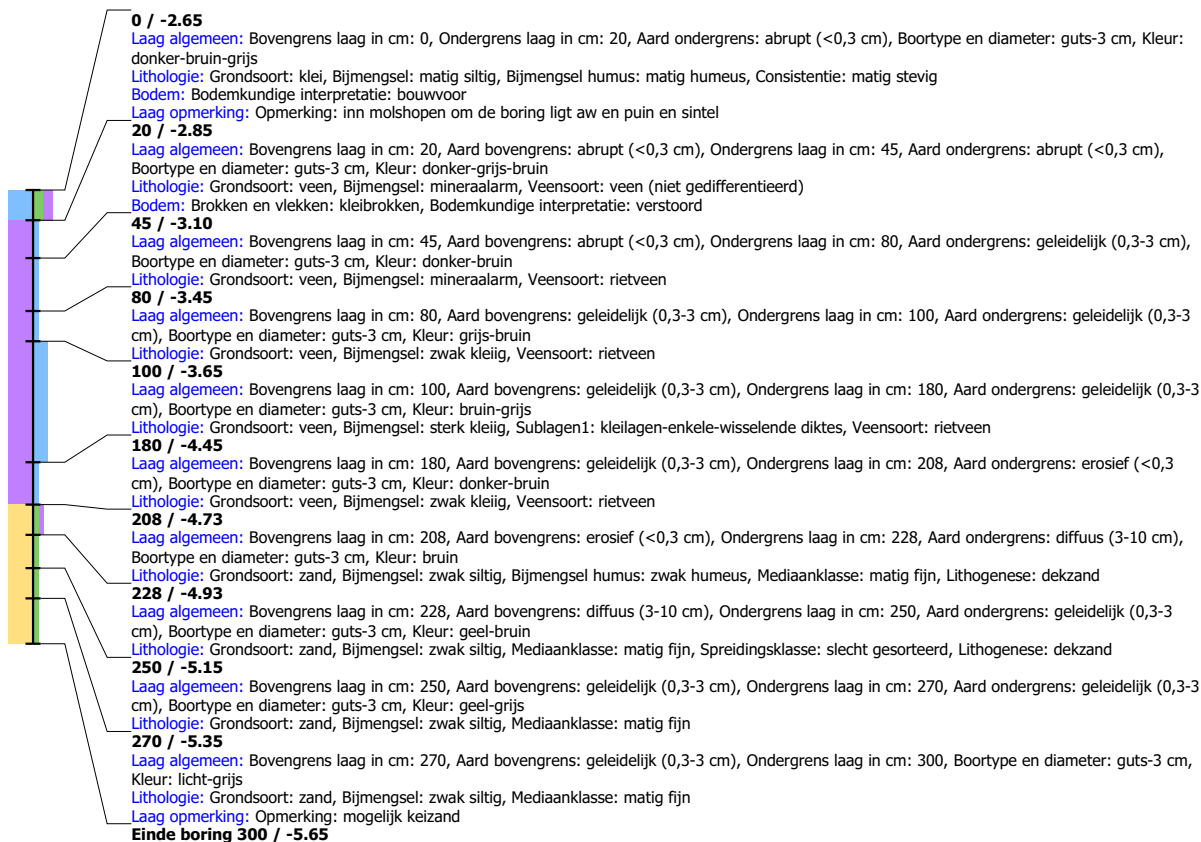 0 / -2.65
Laag algemeen: Bovengrens laag in cm: 0, Ondergrens laag in cm: 20, Aard ondergrens: abrupt (<0,3 cm), Boortype en diameter: guts-3 cm, Kleur:
donker-bruin-grijs
Lithologie: Grondsoort: klei, Bijmengsel: matig siltig, Bijmengsel humus: matig humeus, Consistentie: matig stevig
Bodem: Bodemkundige interpretatie: bouwvoor
Laag opmerking: Opmerking: inn molshopen om de boring ligt aw en puin en sintel
20 / -2.85
Laag algemeen: Bovengrens laag in cm: 20, Aard bovengrens: abrupt (<0,3 cm), Ondergrens laag in cm: 45, Aard ondergrens: abrupt (<0,3 cm),
Boortype en diameter: guts-3 cm, Kleur: donker-grijs-bruin
Lithologie: Grondsoort: veen, Bijmengsel: mineraalarm, Veensoort: veen (niet gedifferentieerd)
Bodem: Brokken en vlekken: kleibrokken, Bodemkundige interpretatie: verstoord
45 / -3.10
Laag algemeen: Bovengrens laag in cm: 45, Aard bovengrens: abrupt (<0,3 cm), Ondergrens laag in cm: 80, Aard ondergrens: geleidelijk (0,3-3 cm),
Boortype en diameter: guts-3 cm, Kleur: donker-bruin
Lithologie: Grondsoort: veen, Bijmengsel: mineraalarm, Veensoort: rietveen
80 / -3.45
Laag algemeen: Bovengrens laag in cm: 80, Aard bovengrens: geleidelijk (0,3-3 cm), Ondergrens laag in cm: 100, Aard ondergrens: geleidelijk (0,3-3
cm), Boortype en diameter: guts-3 cm, Kleur: grijs-bruin
Lithologie: Grondsoort: veen, Bijmengsel: zwak kleiig, Veensoort: rietveen
100 / -3.65
Laag algemeen: Bovengrens laag in cm: 100, Aard bovengrens: geleidelijk (0,3-3 cm), Ondergrens laag in cm: 180, Aard ondergrens: geleidelijk (0,3-3
cm), Boortype en diameter: guts-3 cm, Kleur: bruin-grijs
Lithologie: Grondsoort: veen, Bijmengsel: sterk kleiig, Sublagen1: kleilagen-enkele-wisselende diktes, Veensoort: rietveen
180 / -4.45
Laag algemeen: Bovengrens laag in cm: 180, Aard bovengrens: geleidelijk (0,3-3 cm), Ondergrens laag in cm: 208, Aard ondergrens: erosief (<0,3
cm), Boortype en diameter: guts-3 cm, Kleur: donker-bruin
Lithologie: Grondsoort: veen, Bijmengsel: zwak kleiig, Veensoort: rietveen
208 / -4.73
Laag algemeen: Bovengrens laag in cm: 208, Aard bovengrens: erosief (<0,3 cm), Ondergrens laag in cm: 228, Aard ondergrens: diffuus (3-10 cm),
Boortype en diameter: guts-3 cm, Kleur: bruin
Lithologie: Grondsoort: zand, Bijmengsel: zwak siltig, Bijmengsel humus: zwak humeus, Mediaanklasse: matig fijn, Lithogenese: dekzand
228 / -4.93
Laag algemeen: Bovengrens laag in cm: 228, Aard bovengrens: diffuus (3-10 cm), Ondergrens laag in cm: 250, Aard ondergrens: geleidelijk (0,3-3
cm), Boortype en diameter: guts-3 cm, Kleur: geel-bruin
Lithologie: Grondsoort: zand, Bijmengsel: zwak siltig, Mediaanklasse: matig fijn, Spreidingsklasse: slecht gesorteerd, Lithogenese: dekzand
250 / -5.15
Laag algemeen: Bovengrens laag in cm: 250, Aard bovengrens: geleidelijk (0,3-3 cm), Ondergrens laag in cm: 270, Aard ondergrens: geleidelijk (0,3-3
cm), Boortype en diameter: guts-3 cm, Kleur: geel-grijs
Lithologie: Grondsoort: zand, Bijmengsel: zwak siltig, Mediaanklasse: matig fijn
270 / -5.35
Laag algemeen: Bovengrens laag in cm: 270, Aard bovengrens: geleidelijk (0,3-3 cm), Ondergrens laag in cm: 300, Boortype en diameter: guts-3 cm,
Kleur: licht-grijs
Lithologie: Grondsoort: zand, Bijmengsel: zwak siltig, Mediaanklasse: matig fijn
Laag opmerking: Opmerking: mogelijk keizand
Einde boring 300 / -5.65